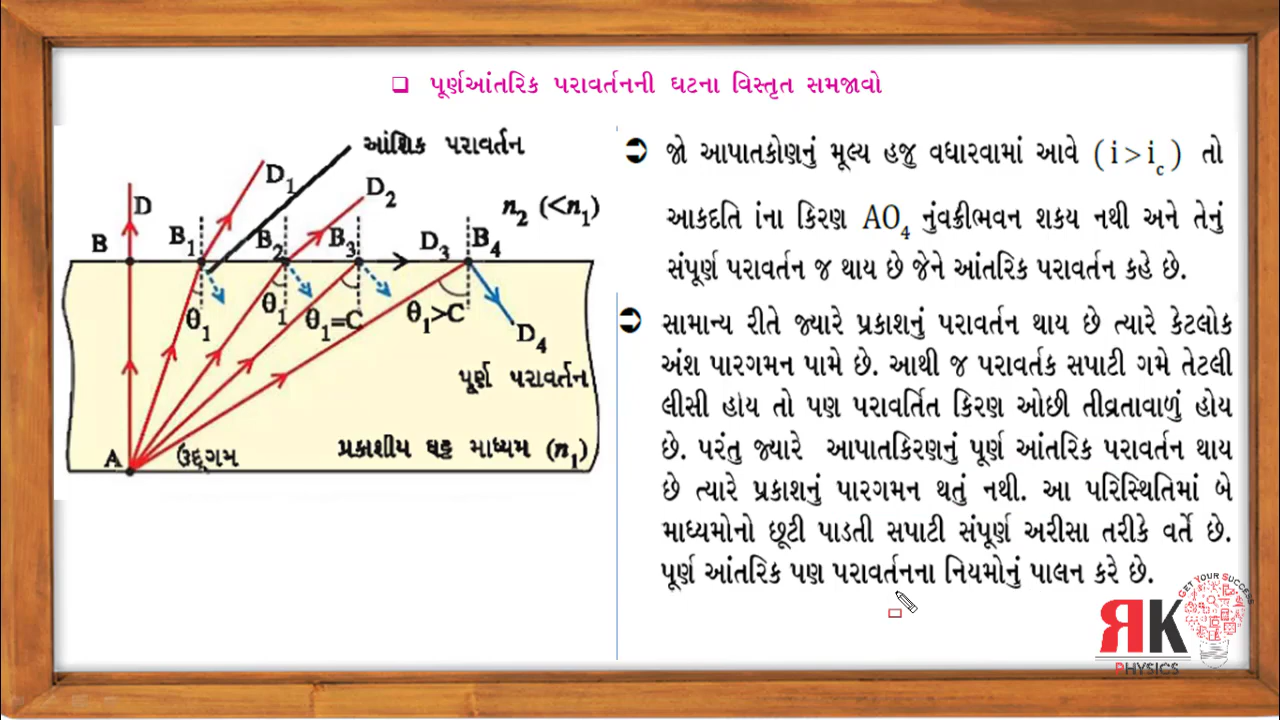 ❑ પૂર્ણઆંતરિક પરાવર્તનની ઘટના વિસ્તૃત સમજાવો
આંશિક પરાવર્તન
D D₁ D₂ n₂ (<n₁)
B B₁ B₂ B₃ D₃ B₄
θ₁ θ₁ θ₁=C θ₁>C D₄
પૂર્ણ પરાવર્તન
A ઉદ્દગમ પ્રકાશીય ઘટ્ટ માધ્યમ (n₁)
➲ જો આપાતકોણનું મૂલ્ય હજુ વધારવામાં આવે (i>i꜀) તો
આકદતિ ંના કિરણ AO₄ નુંવક્રીભવન શકય નથી અને તેનું
સંપૂર્ણ પરાવર્તન જ થાય છે જેને આંતરિક પરાવર્તન કહે છે.
➲ સામાન્ય રીતે જ્યારે પ્રકાશનું પરાવર્તન થાય છે ત્યારે કેટલોક
અંશ પારગમન પામે છે. આથી જ પરાવર્તક સપાટી ગમે તેટલી
લીસી હોય તો પણ પરાવર્તિત કિરણ ઓછી તીવ્રતાવાળું હોય
છે. પરંતુ જ્યારે આપાતકિરણનું પૂર્ણ આંતરિક પરાવર્તન થાય
છે ત્યારે પ્રકાશનું પારગમન થતું નથી. આ પરિસ્થિતિમાં બે
માધ્યમોનો છૂટી પાડતી સપાટી સંપૂર્ણ અરીસા તરીકે વર્તે છે.
પૂર્ણ આંતરિક પણ પરાવર્તનના નિયમોનું પાલન કરે છે.
GET YOUR SUCCESS
RK
PHYSICS